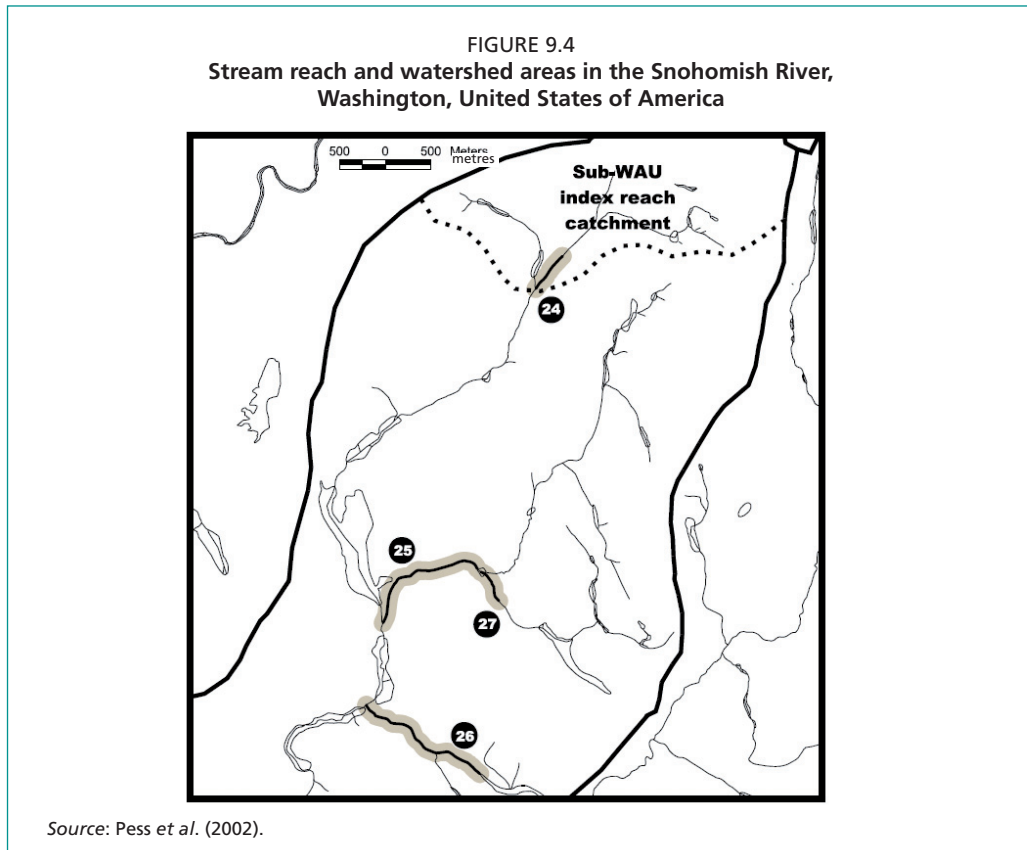 FIGURE 9.4
Stream reach and watershed areas in the Snohomish River,
Washington, United States of America
500 0 500 Meters
metres
Sub-WAU
index reach
catchment
24
25
27
26
Source: Pess et al. (2002).